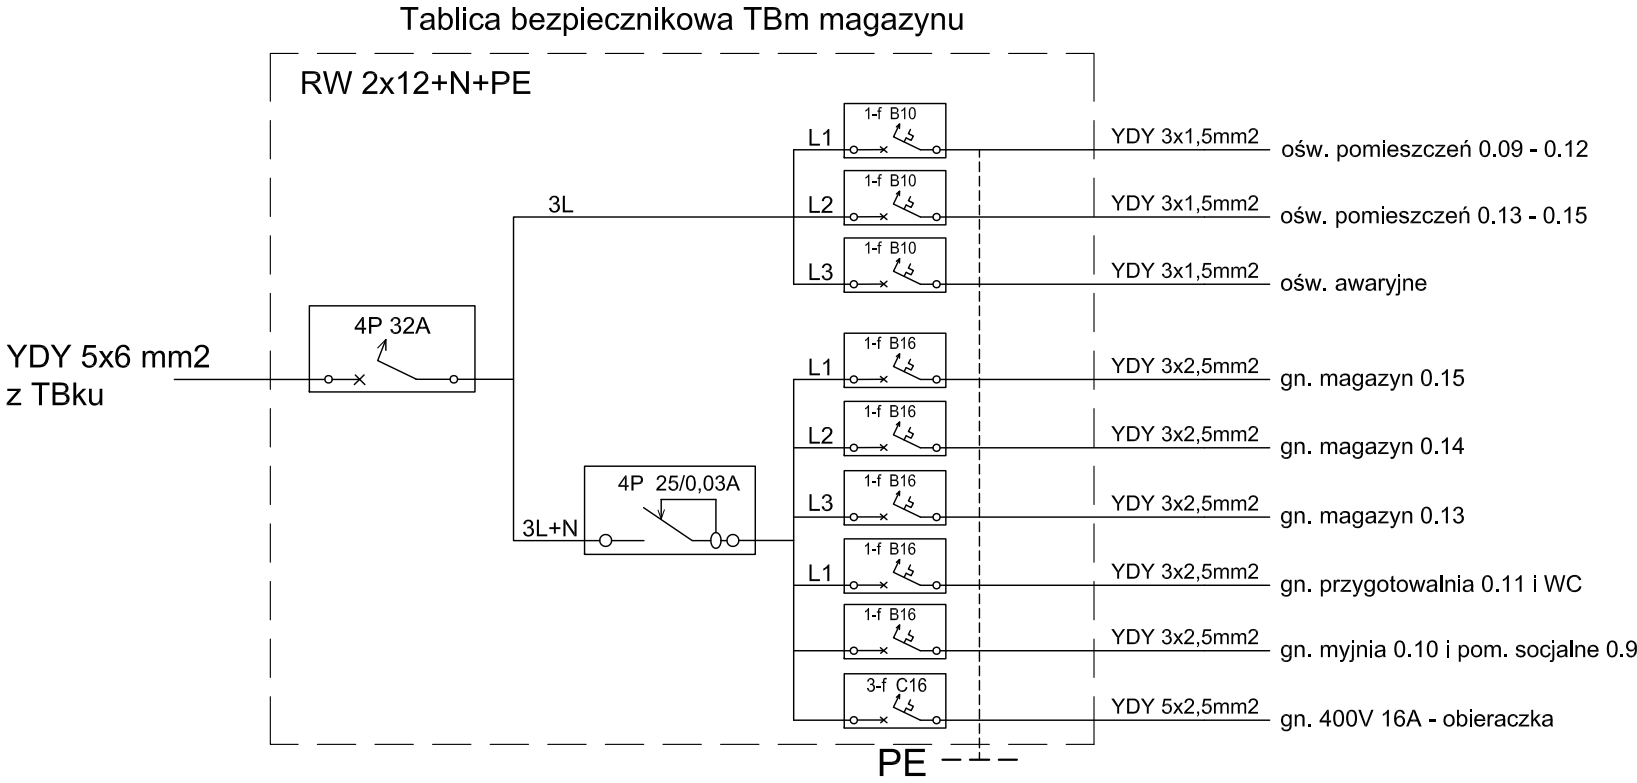 Tablica bezpiecznikowa TBm magazynu
RW 2x12+N+PE
1-f B10
L1
YDY 3x1,5mm2
ośw. pomieszczeń 0.09 - 0.12
1-f B10
3L
L2
YDY 3x1,5mm2
ośw. pomieszczeń 0.13 - 0.15
1-f B10
L3
YDY 3x1,5mm2
ośw. awaryjne
4P 32A
YDY 5x6 mm2
z TBku
1-f B16
L1
YDY 3x2,5mm2
gn. magazyn 0.15
1-f B16
L2
YDY 3x2,5mm2
gn. magazyn 0.14
4P 25/0,03A
3L+N
1-f B16
L3
YDY 3x2,5mm2
gn. magazyn 0.13
1-f B16
L1
YDY 3x2,5mm2
gn. przygotowalnia 0.11 i WC
1-f B16
YDY 3x2,5mm2
gn. myjnia 0.10 i pom. socjalne 0.9
3-f C16
YDY 5x2,5mm2
gn. 400V 16A - obieraczka
PE